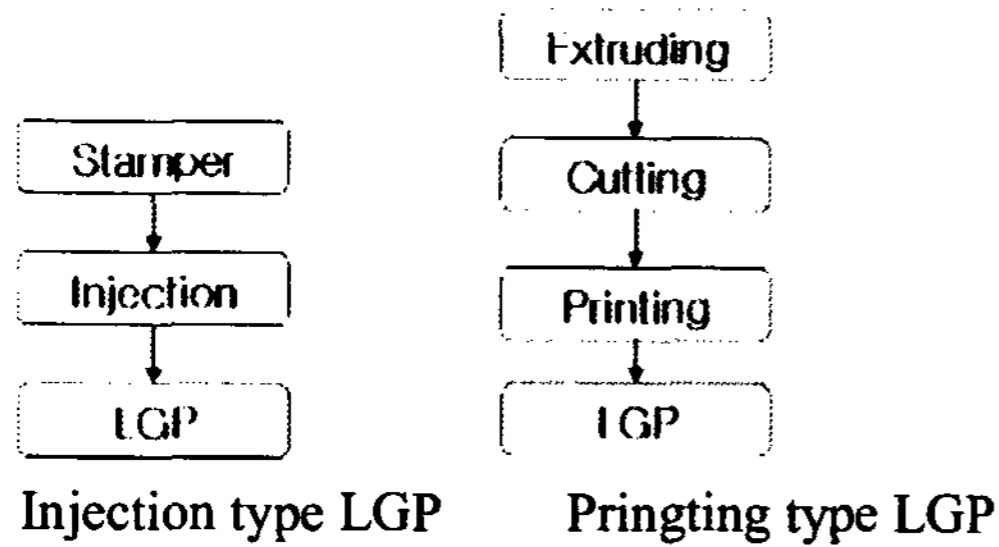 Stamper
Injection
LGP
Injection type LGP
Extruding
Cutting
Printing
LGP
Pringting type LGP